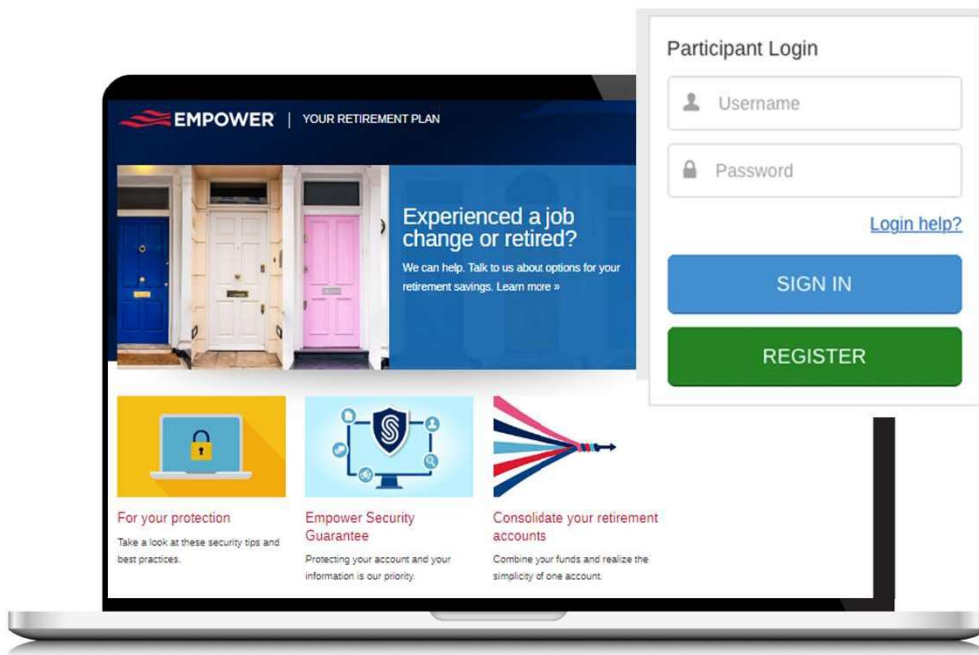 EMPOWER | YOUR RETIREMENT PLAN
Experienced a job
change or retired?
We can help. Talk to us about options for your
retirement savings. Learn more »
For your protection
Take a look at these security tips and
best practices.
Empower Security
Guarantee
Protecting your account and your
information is our priority.
Consolidate your retirement
accounts
Combine your funds and realize the
simplicity of one account.
Participant Login
Username
Password
Login help?
SIGN IN
REGISTER